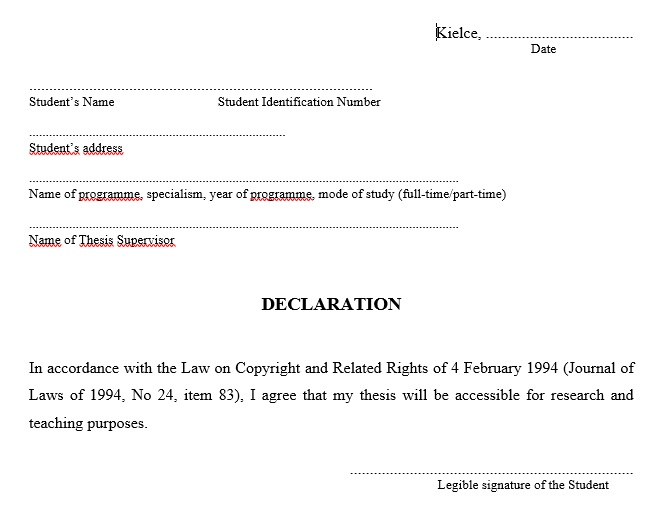 Kielce, .....................................
Date
......................................................................................
Student’s Name Student Identification Number
................................................................
Student’s address
...........................................................................................................
Name of programme, specialism, year of programme, mode of study (full-time/part-time)
...........................................................................................................
Name of Thesis Supervisor
DECLARATION
In accordance with the Law on Copyright and Related Rights of 4 February 1994 (Journal of
Laws of 1994, No 24, item 83), I agree that my thesis will be accessible for research and
teaching purposes.
.......................................................................
Legible signature of the Student